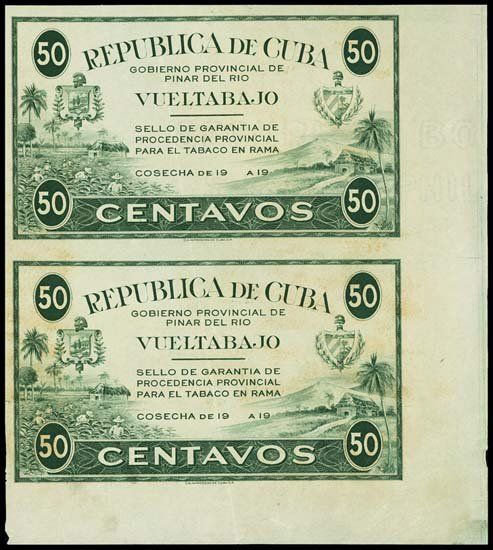 50 REPUBLICA DE CUBA 50
GOBIERNO PROVINCIAL DE
PINAR DEL RIO
VUELTABAJO
SELLO DE GARANTIA DE
PROCEDENCIA PROVINCIAL
PARA EL TABACO EN RAMA
COSECHA DE 19 A 19
50 CENTAVOS 50
50 REPUBLICA DE CUBA 50
GOBIERNO PROVINCIAL DE
PINAR DEL RIO
VUELTABAJO
SELLO DE GARANTIA DE
PROCEDENCIA PROVINCIAL
PARA EL TABACO EN RAMA
COSECHA DE 19 A 19
50 CENTAVOS 50